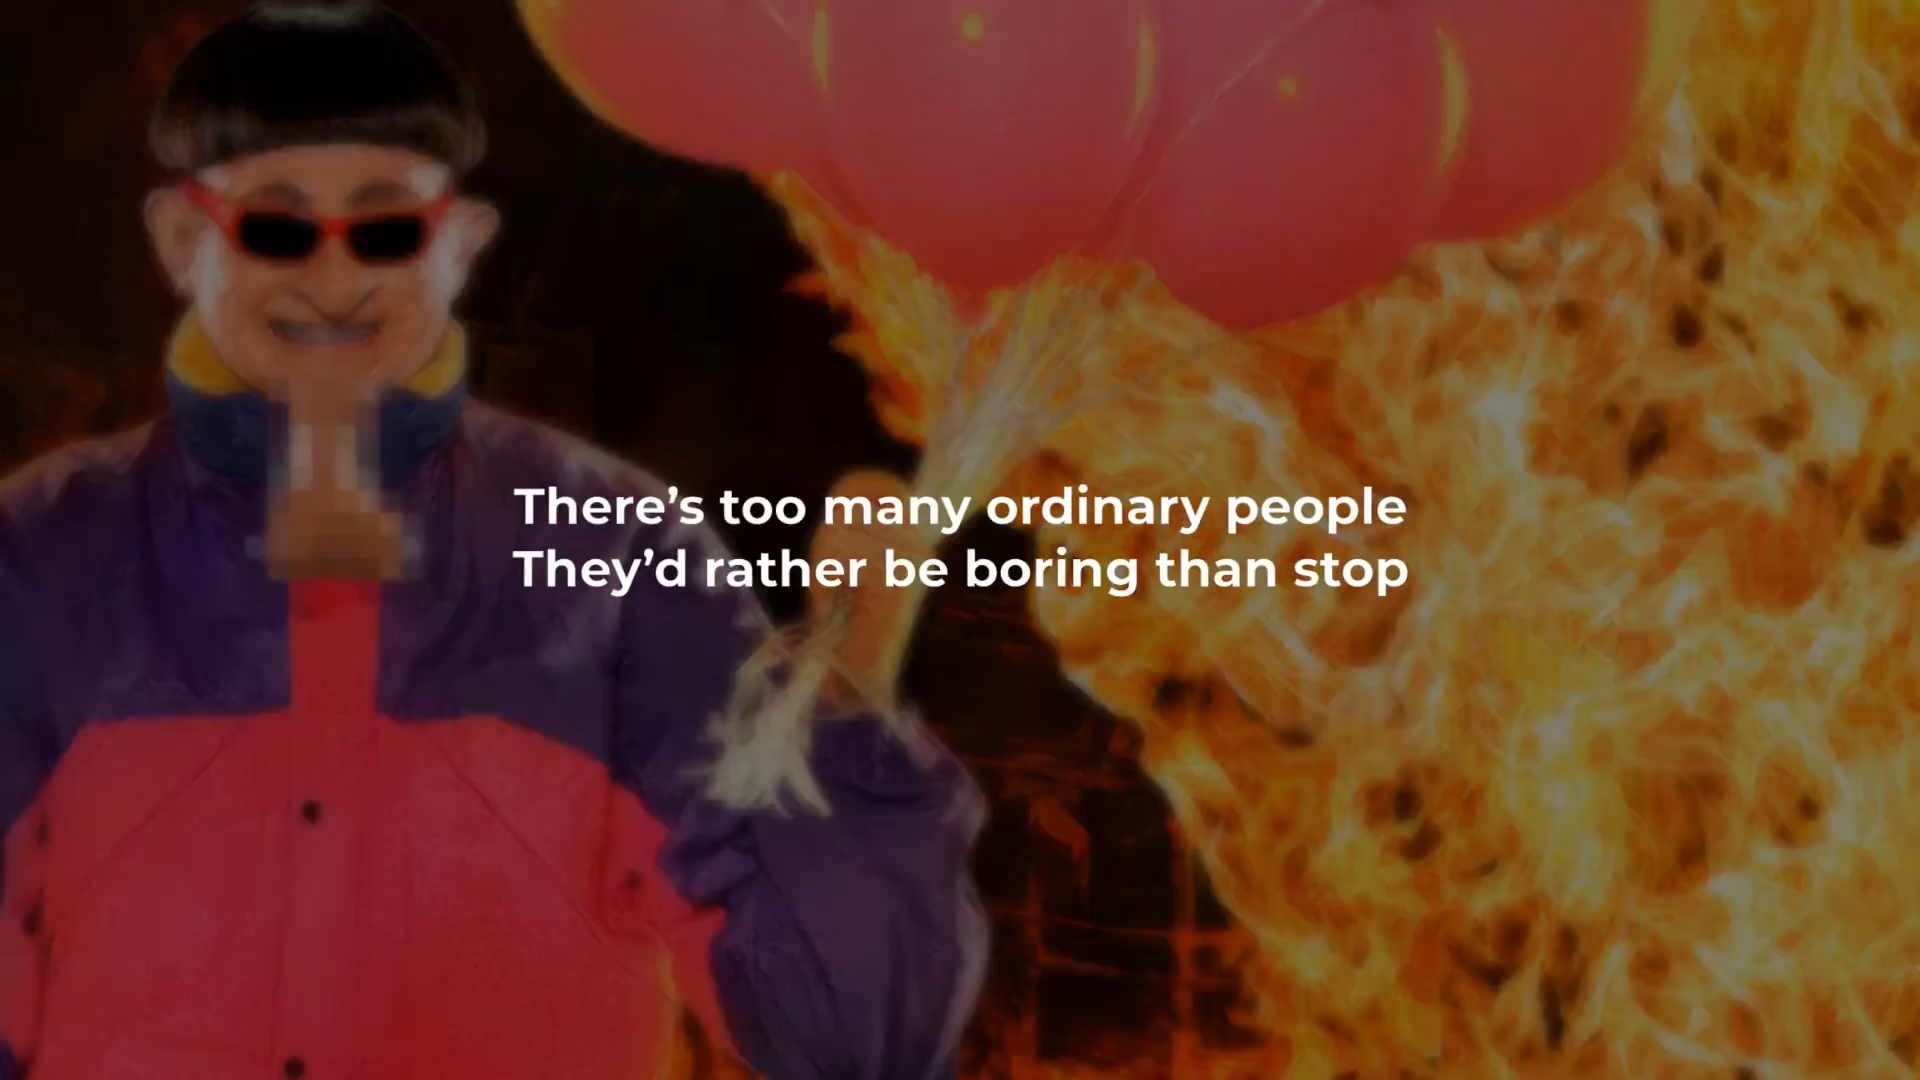 There’s too many ordinary people
They’d rather be boring than stop